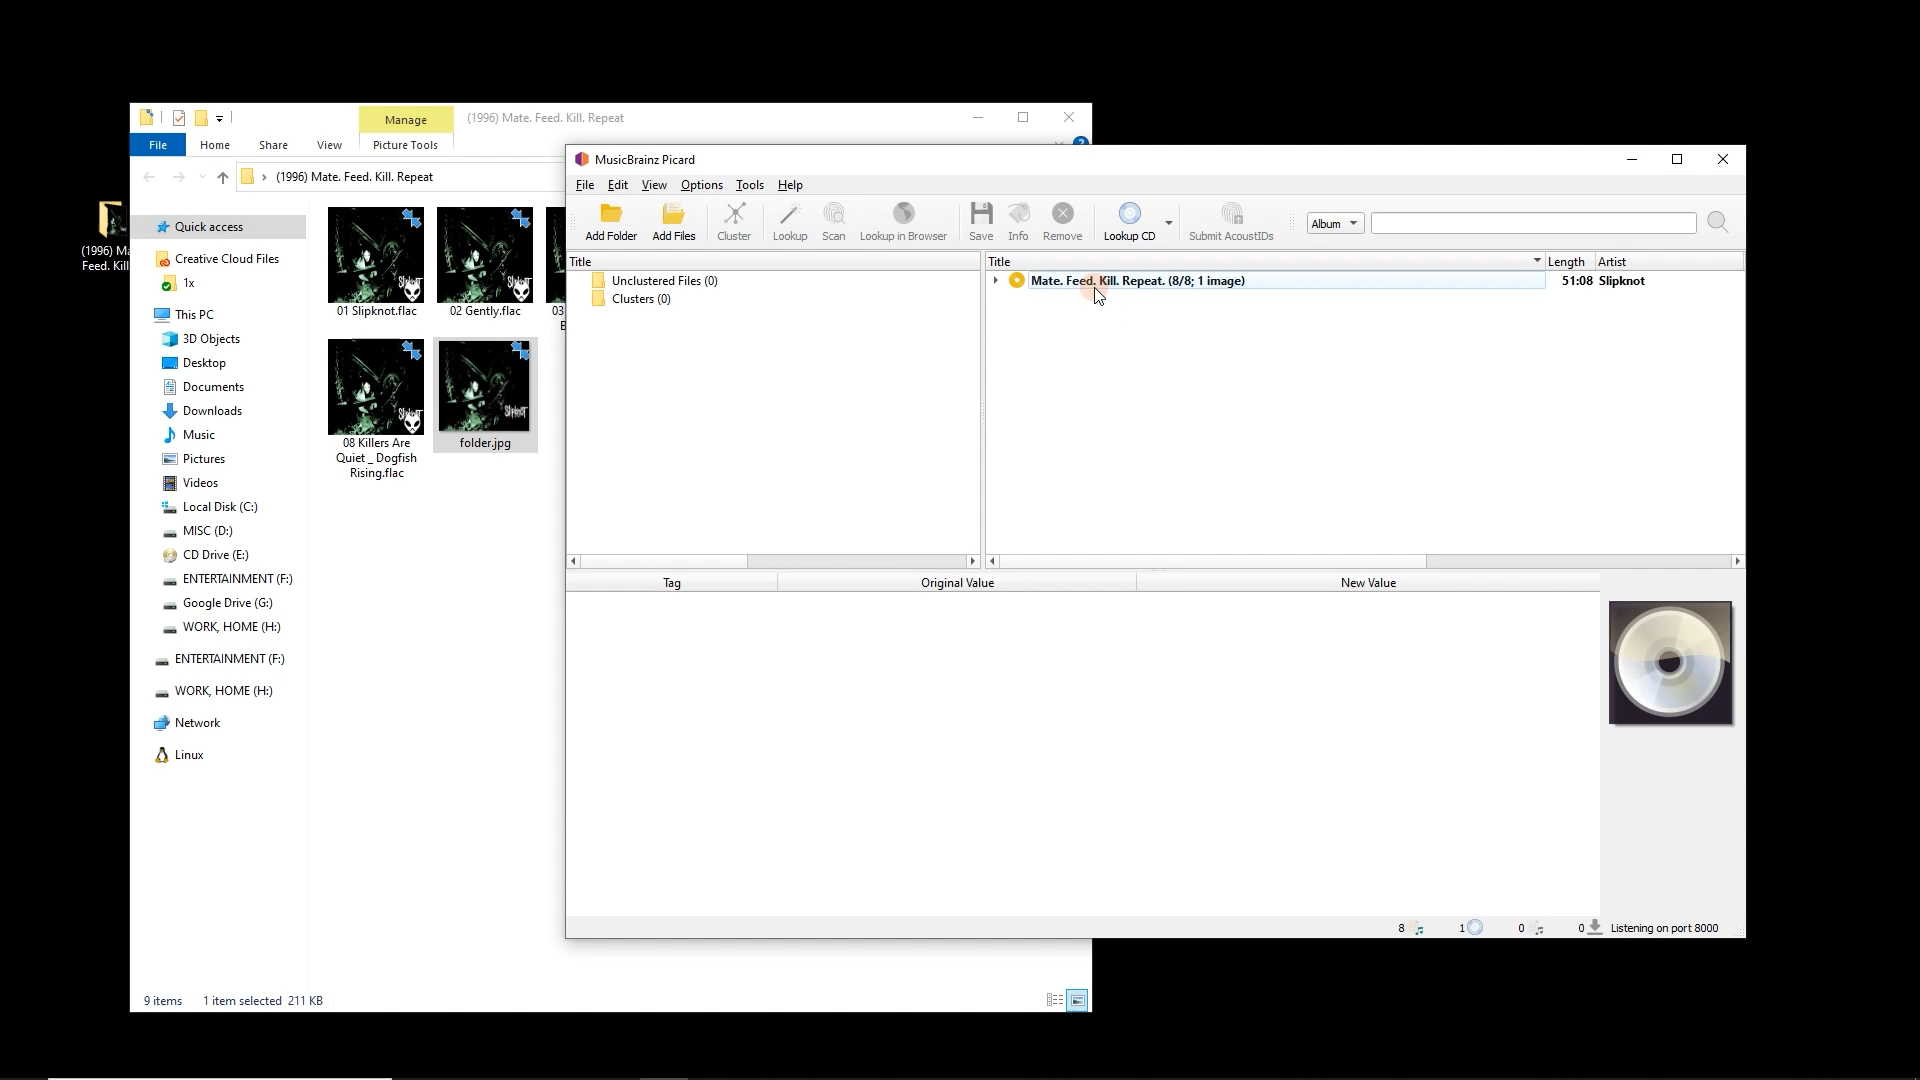 Manage
(1996) Mate. Feed. Kill. Repeat
File
Home
Share
View
Picture Tools
(1996) Mate. Feed. Kill. Repeat
(1996) Ma
Feed. Kill
Quick access
Creative Cloud Files
1x
This PC
3D Objects
Desktop
Documents
Downloads
Music
Pictures
Videos
Local Disk (C:)
MISC (D:)
CD Drive (E:)
ENTERTAINMENT (F:)
Google Drive (G:)
WORK, HOME (H:)
ENTERTAINMENT (F:)
WORK, HOME (H:)
Network
Linux
01 Slipknot.flac
02 Gently.flac
03
B
08 Killers Are
Quiet _ Dogfish
Rising.flac
Slipknot
folder.jpg
9 items
1 item selected 211 KB
MusicBrainz Picard
File
Edit
View
Options
Tools
Help
Add Folder
Add Files
Cluster
Lookup
Scan
Lookup in Browser
Save
Info
Remove
Lookup CD
Submit AcoustIDs
Album
Title
Unclustered Files (0)
Clusters (0)
Title
Length
Artist
Mate. Feed. Kill. Repeat. (8/8; 1 image)
51:08
Slipknot
Tag
Original Value
New Value
8
1
0
0
Listening on port 8000